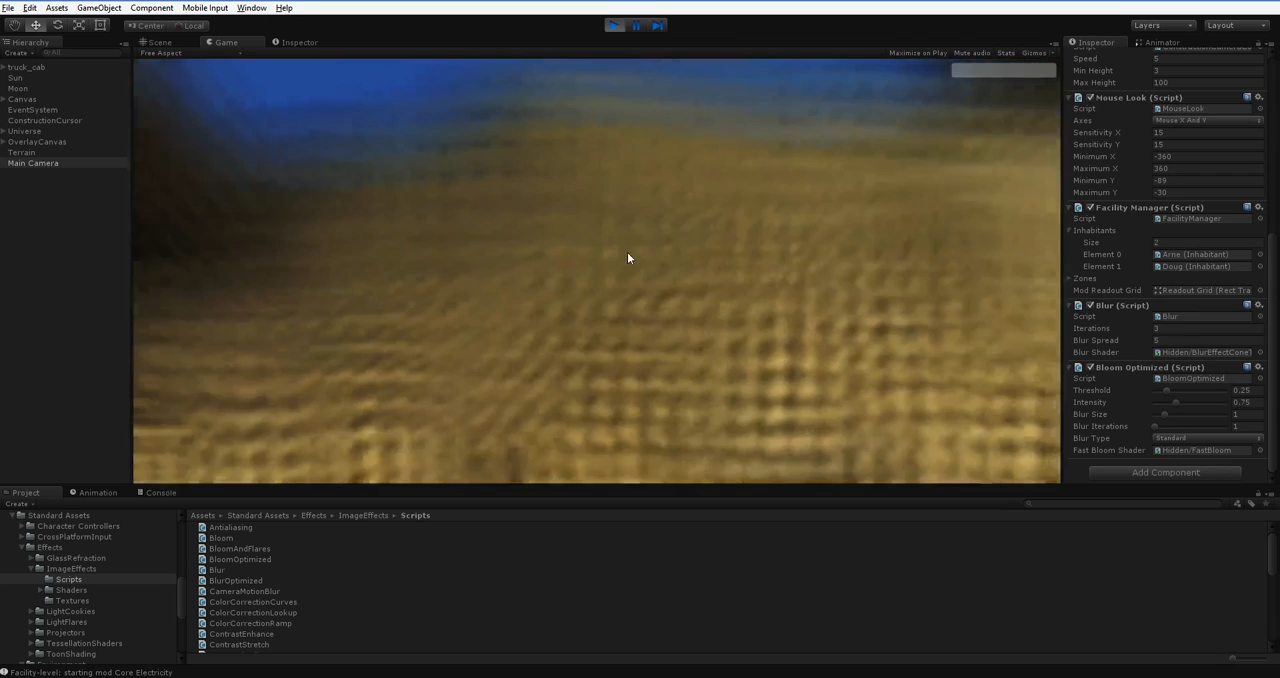 File Edit Assets GameObject Component Mobile Input Window Help
Center Local Layers Layout
Hierarchy Scene Game Inspector Inspector Animator
Create All Free Aspect Maximize on Play Mute audio Stats Gizmos
truck_cab
Sun
Moon
Canvas
EventSystem
ConstructionCursor
Universe
OverlayCanvas
Terrain
Main Camera
Speed 5
Min Height 3
Max Height 100
Mouse Look (Script)
Script MouseLook
Axes Mouse X And Y
Sensitivity X 15
Sensitivity Y 15
Minimum X -360
Maximum X 360
Minimum Y -89
Maximum Y -30
Facility Manager (Script)
Script FacilityManager
Inhabitants
Size 2
Element 0 Arne (Inhabitant)
Element 1 Doug (Inhabitant)
Zones
Mod Readout Grid Readout Grid (Rect Tra
Blur (Script)
Script Blur
Iterations 3
Blur Spread 5
Blur Shader Hidden/BlurEffectConeT
Bloom Optimized (Script)
Script BloomOptimized
Threshold 0.25
Intensity 0.75
Blur Size 1
Blur Iterations 1
Blur Type Standard
Fast Bloom Shader Hidden/FastBloom
Add Component
Project Animation Console
Create
Standard Assets
Character Controllers
CrossPlatformInput
Effects
GlassRefraction
ImageEffects
Scripts
Shaders
Textures
LightCookies
LightFlares
Projectors
TessellationShaders
ToonShading
Assets ▸ Standard Assets ▸ Effects ▸ ImageEffects ▸ Scripts
Antialiasing
Bloom
BloomAndFlares
BloomOptimized
Blur
BlurOptimized
CameraMotionBlur
ColorCorrectionCurves
ColorCorrectionLookup
ColorCorrectionRamp
ContrastEnhance
ContrastStretch
Facility-level: starting mod Core Electricity